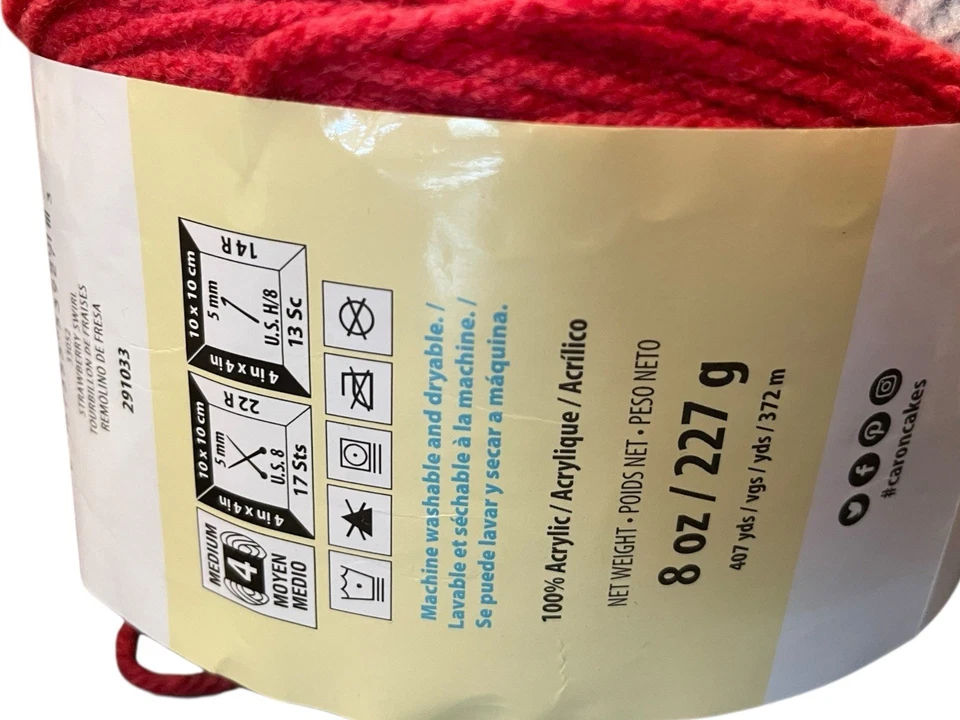 STRAWBERRY SWIRL
TOURBILLON DE FRAISES
REMOLINO DE FRESA
291033
MEDIUM
4
MOYEN
MEDIO
10 x 10 cm
4 in x 4 in
22 R
5 mm
U.S. 8
17 Sts
10 x 10 cm
4 in x 4 in
14 R
5 mm
U.S. H/8
13 Sc
Machine washable and dryable. /
Lavable et séchable à la machine. /
Se puede lavar y secar a máquina.
100% Acrylic / Acrylique / Acrílico
NET WEIGHT • POIDS NET • PESO NETO
8 oz / 227 g
407 yds / vgs / yds / 372 m
#caroncakes